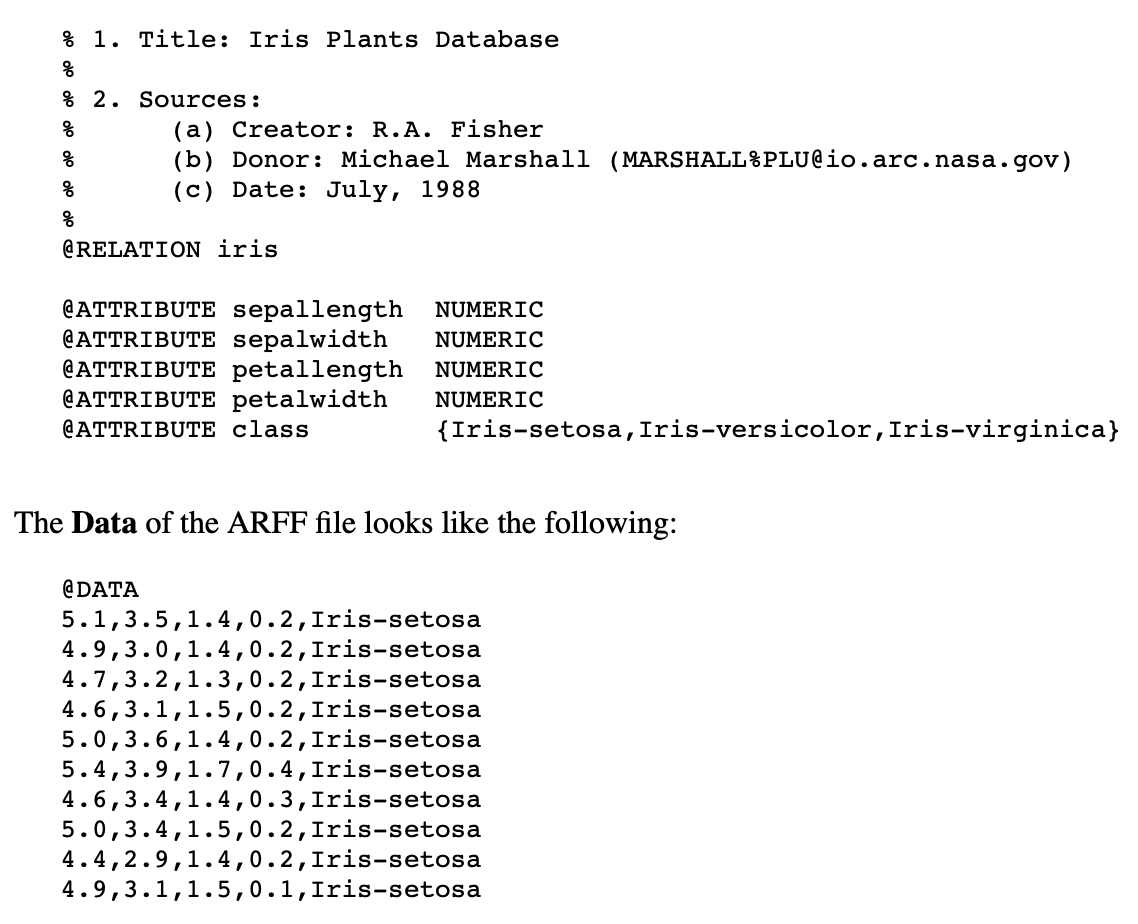 % 1. Title: Iris Plants Database
%
% 2. Sources:
%      (a) Creator: R.A. Fisher
%      (b) Donor: Michael Marshall (MARSHALL%PLU@io.arc.nasa.gov)
%      (c) Date: July, 1988
%
@RELATION iris

@ATTRIBUTE sepallength  NUMERIC
@ATTRIBUTE sepalwidth   NUMERIC
@ATTRIBUTE petallength  NUMERIC
@ATTRIBUTE petalwidth   NUMERIC
@ATTRIBUTE class        {Iris-setosa,Iris-versicolor,Iris-virginica}

The Data of the ARFF file looks like the following:

@DATA
5.1,3.5,1.4,0.2,Iris-setosa
4.9,3.0,1.4,0.2,Iris-setosa
4.7,3.2,1.3,0.2,Iris-setosa
4.6,3.1,1.5,0.2,Iris-setosa
5.0,3.6,1.4,0.2,Iris-setosa
5.4,3.9,1.7,0.4,Iris-setosa
4.6,3.4,1.4,0.3,Iris-setosa
5.0,3.4,1.5,0.2,Iris-setosa
4.4,2.9,1.4,0.2,Iris-setosa
4.9,3.1,1.5,0.1,Iris-setosa